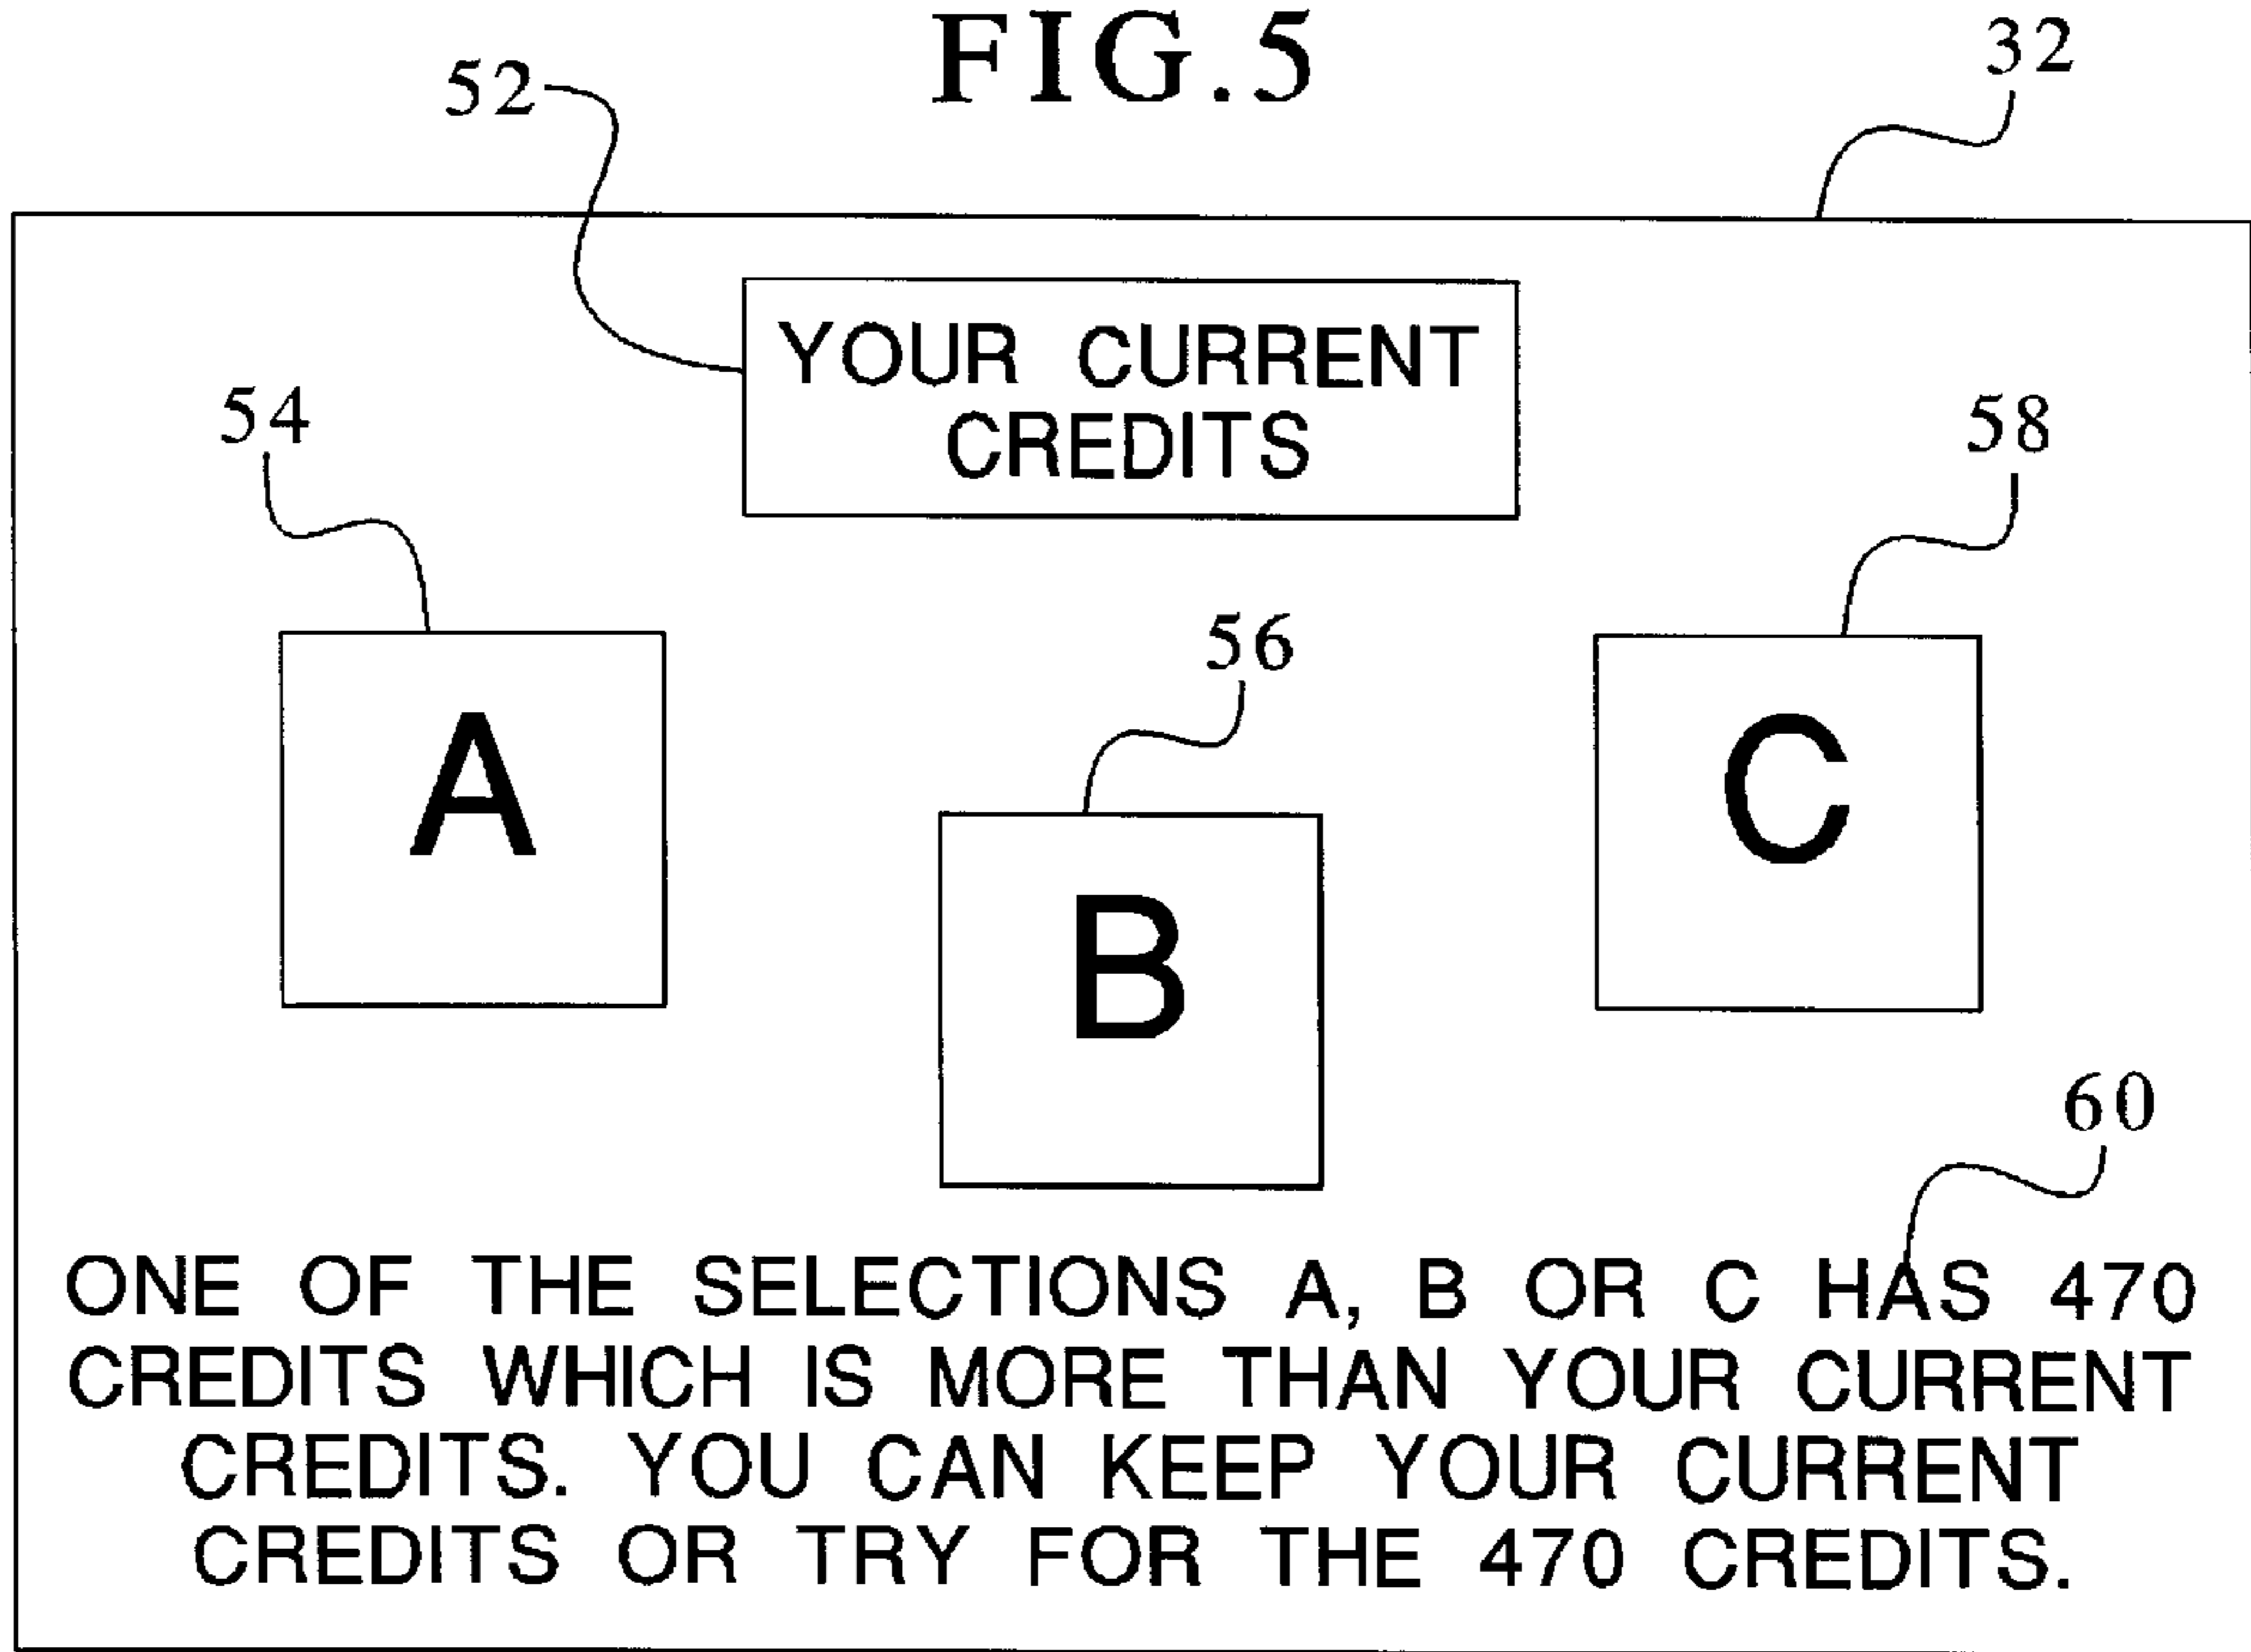 FIG.5
52
32
YOUR CURRENT
CREDITS
54
58
56
A
B
C
60
ONE OF THE SELECTIONS A, B OR C HAS 470
CREDITS WHICH IS MORE THAN YOUR CURRENT
CREDITS. YOU CAN KEEP YOUR CURRENT
CREDITS OR TRY FOR THE 470 CREDITS.